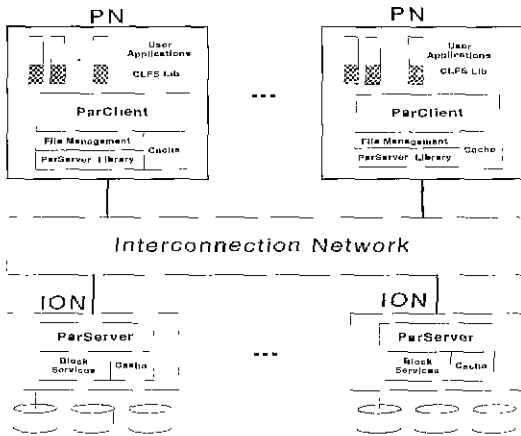 PN
User
Applications
CLFS Lib
ParClient
File Management
ParServer Library
Cache
...
PN
User
Applications
CLFS Lib
ParClient
File Management
ParServer Library
Cache
Interconnection Network
ION
ParServer
Block
Services
Cache
...
ION
ParServer
Block
Services
Cache